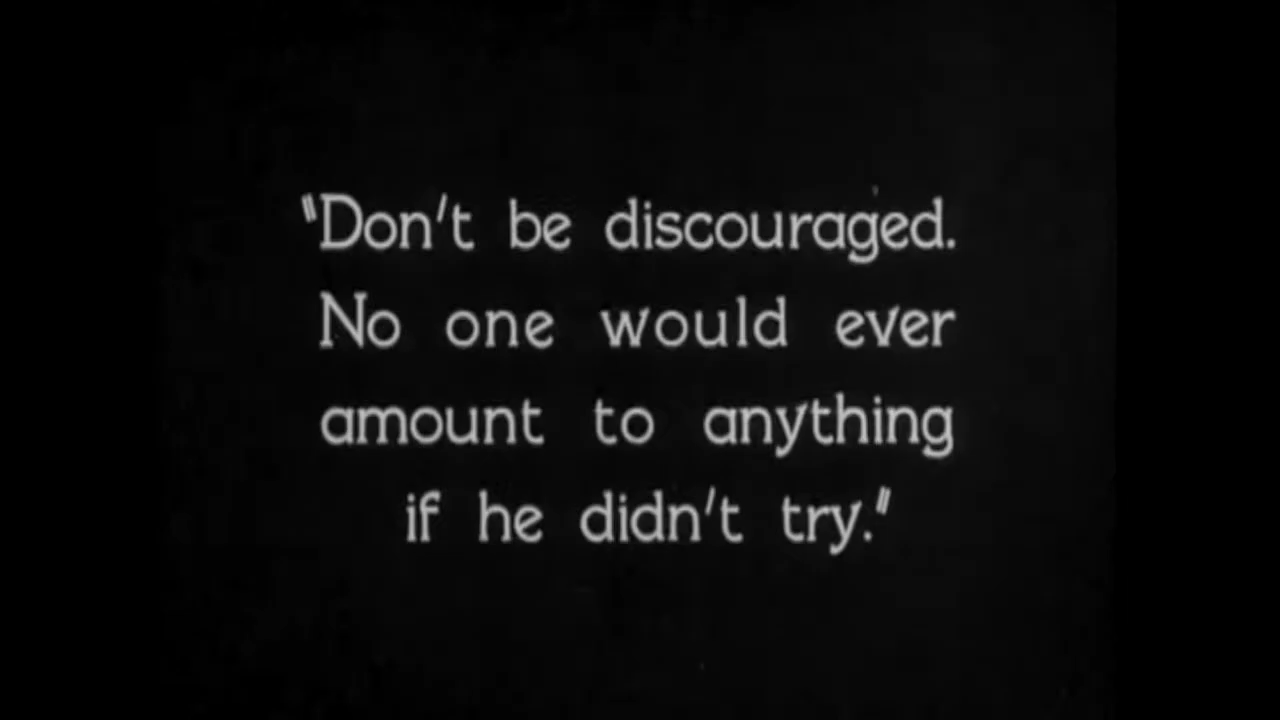 "Don't be discouraged.
No one would ever
amount to anything
if he didn't try."